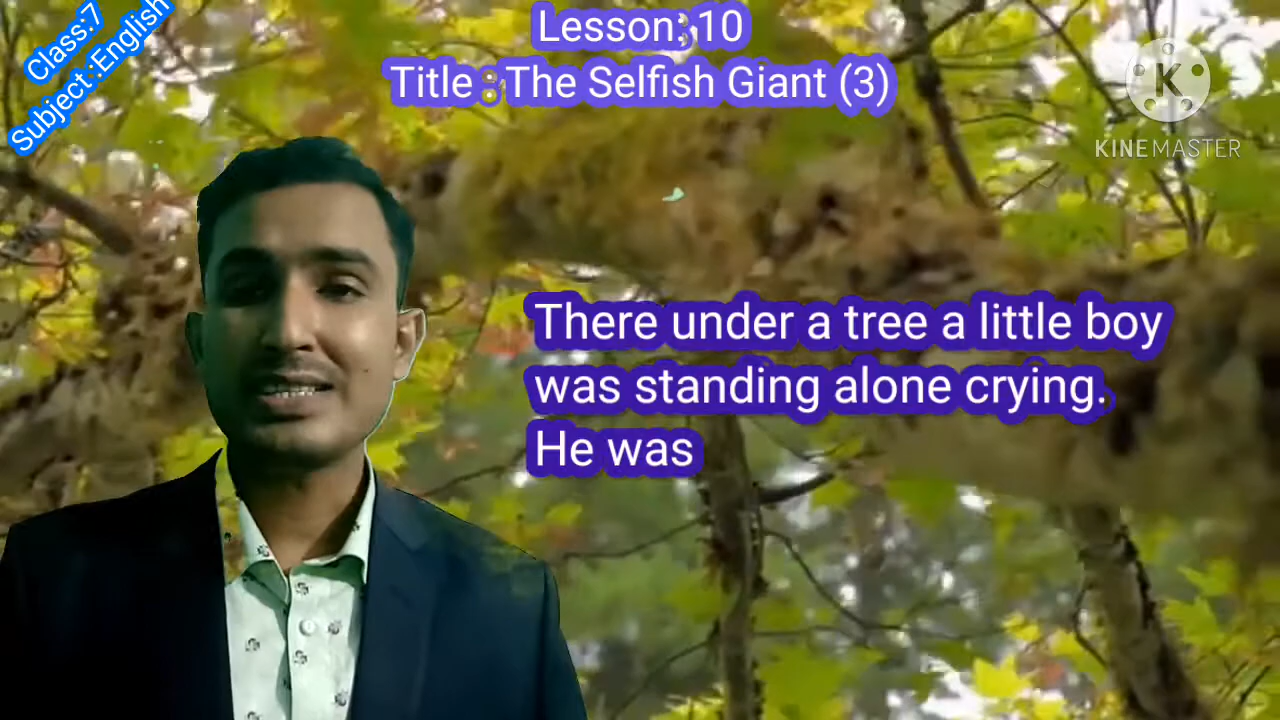 Class:7
Subject :English
Lesson: 10
Title : The Selfish Giant (3)
K
KINEMASTER
There under a tree a little boy
was standing alone crying.
He was